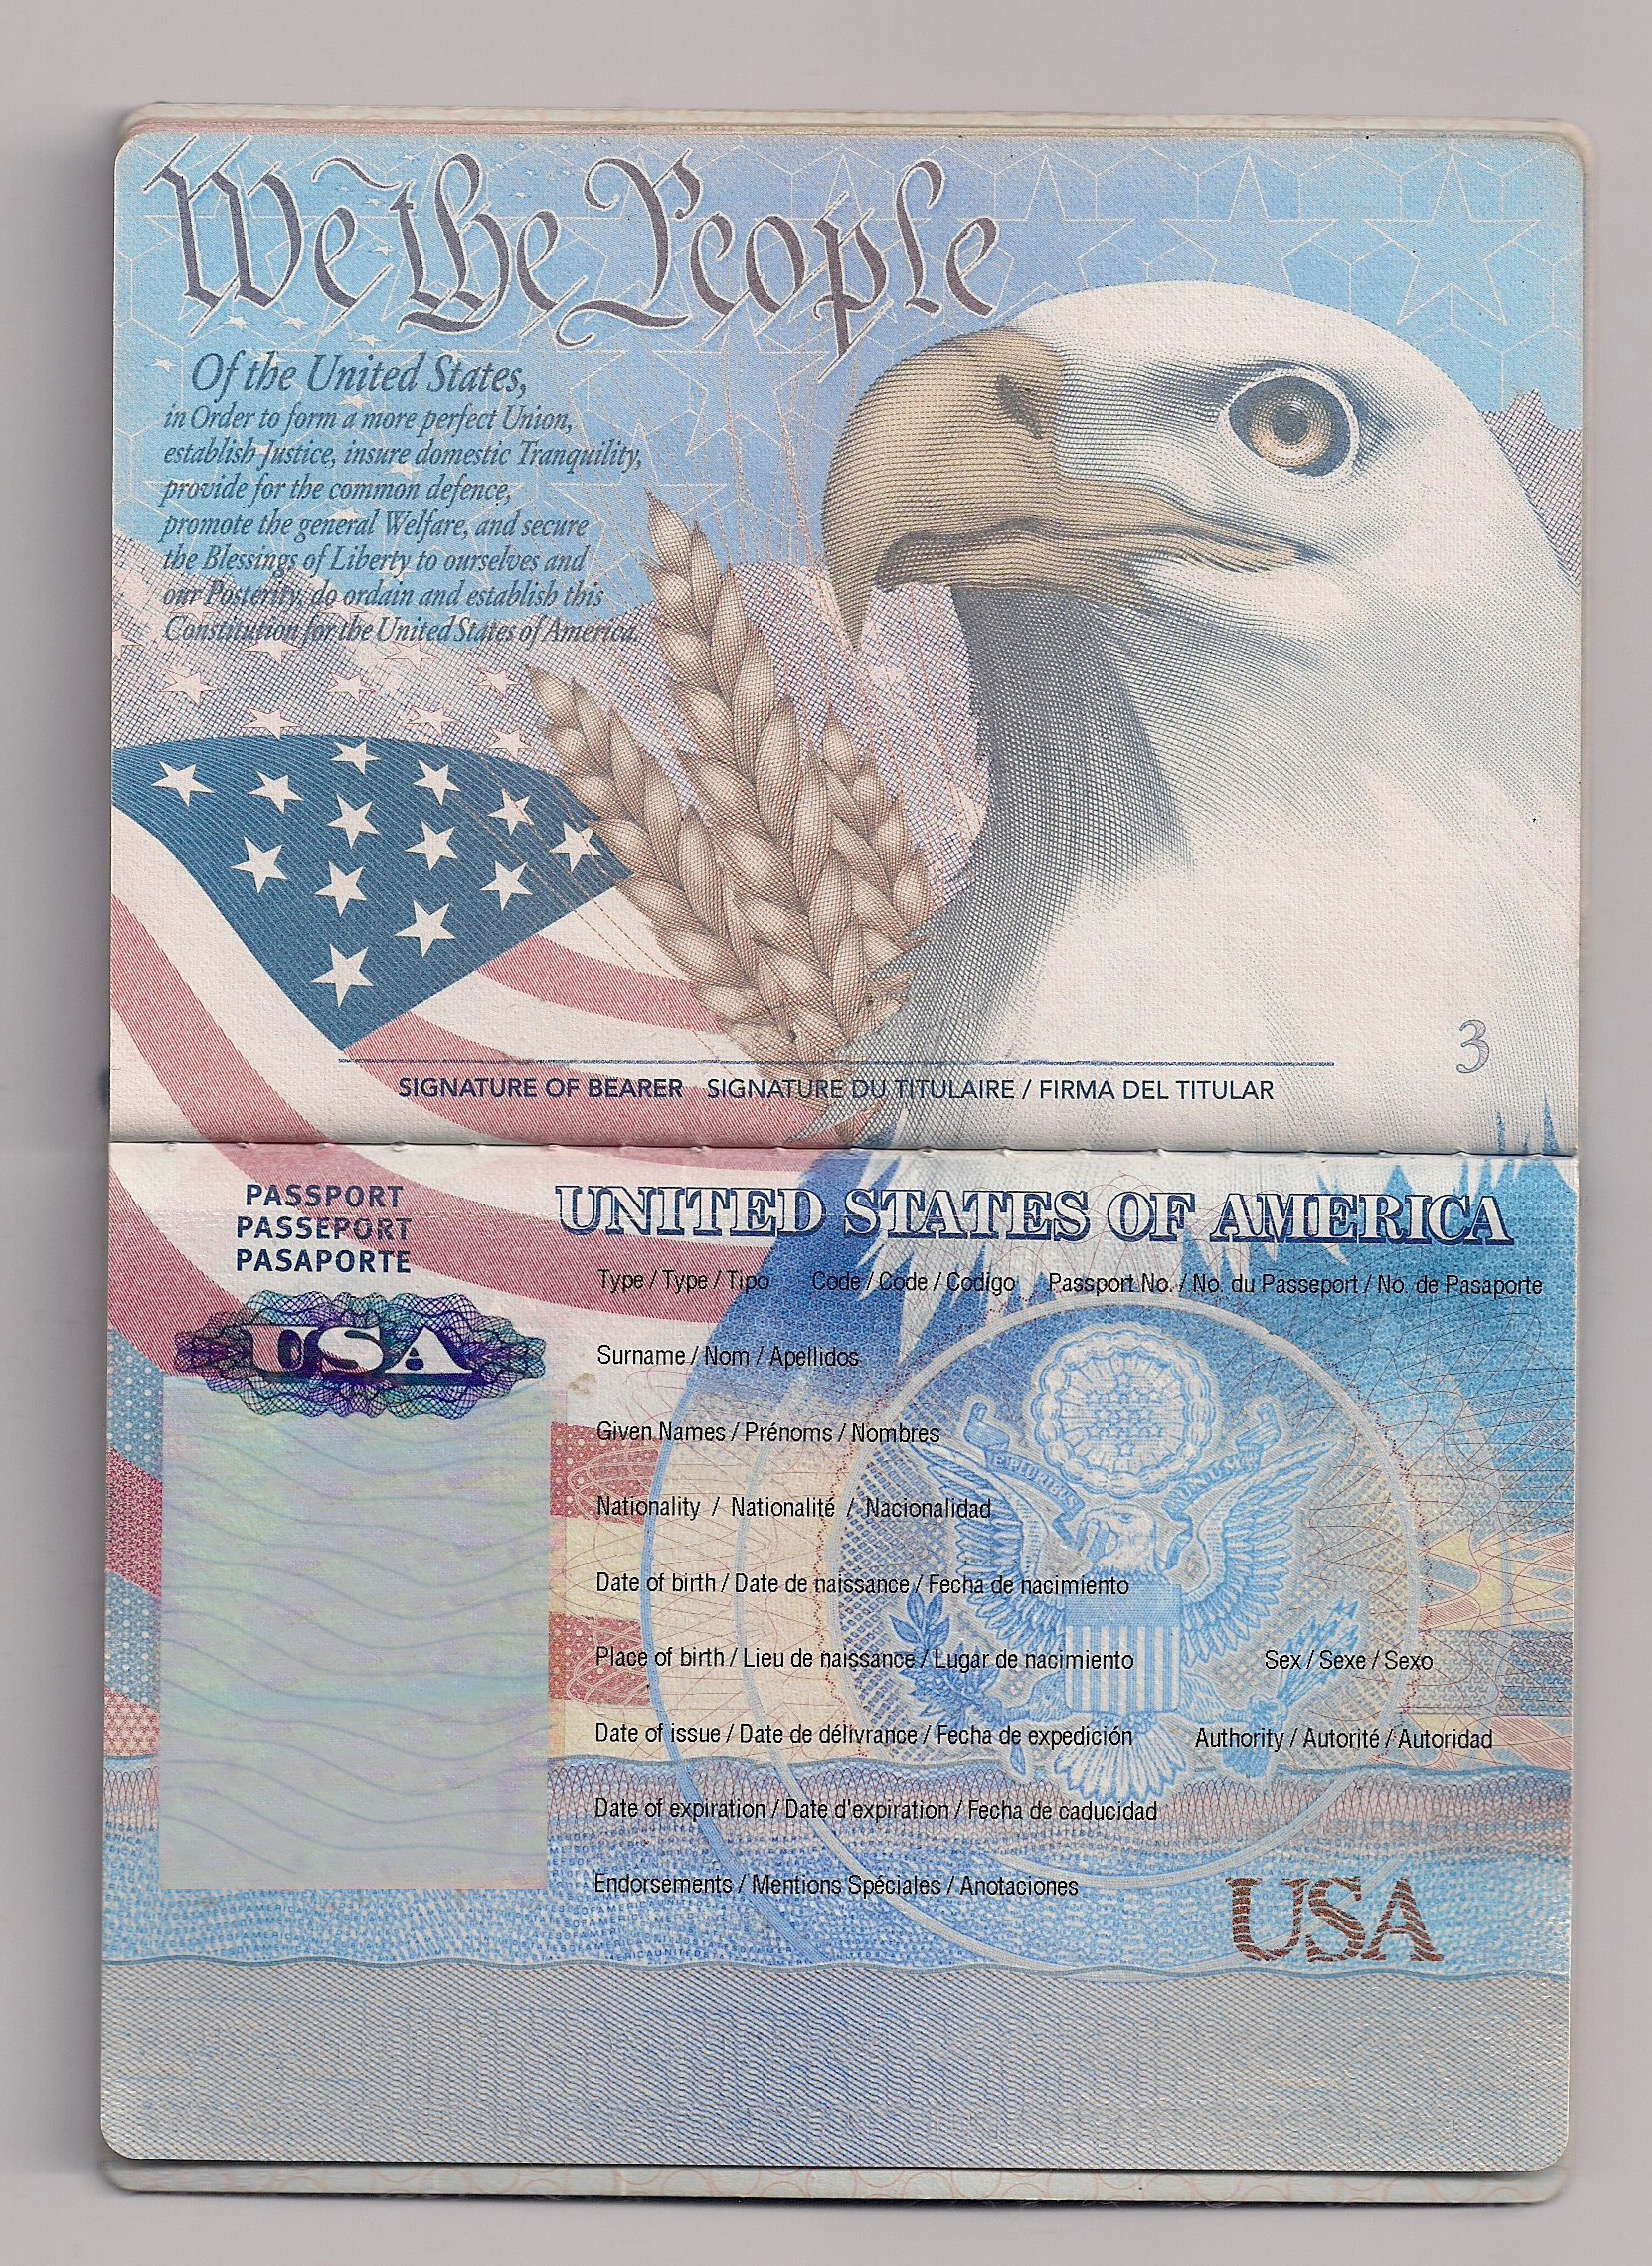 We the People
Of the United States,
in Order to form a more perfect Union,
establish Justice, insure domestic Tranquility,
provide for the common defence,
promote the general Welfare, and secure
the Blessings of Liberty to ourselves and
our Posterity, do ordain and establish this
Constitution for the United States of America.
3
SIGNATURE OF BEARER SIGNATURE DU TITULAIRE / FIRMA DEL TITULAR
PASSPORT
PASSEPORT
PASAPORTE
USA
UNITED STATES OF AMERICA
Type / Type / Tipo Code / Code / Codigo Passport No. / No. du Passeport / No. de Pasaporte
Surname / Nom / Apellidos
Given Names / Prénoms / Nombres
E PLURIBUS UNUM
Nationality / Nationalité / Nacionalidad
Date of birth / Date de naissance / Fecha de nacimiento
Place of birth / Lieu de naissance / Lugar de nacimiento Sex / Sexe / Sexo
Date of issue / Date de délivrance / Fecha de expedición Authority / Autorité / Autoridad
Date of expiration / Date d'expiration / Fecha de caducidad
Endorsements / Mentions Spéciales / Anotaciones
USA